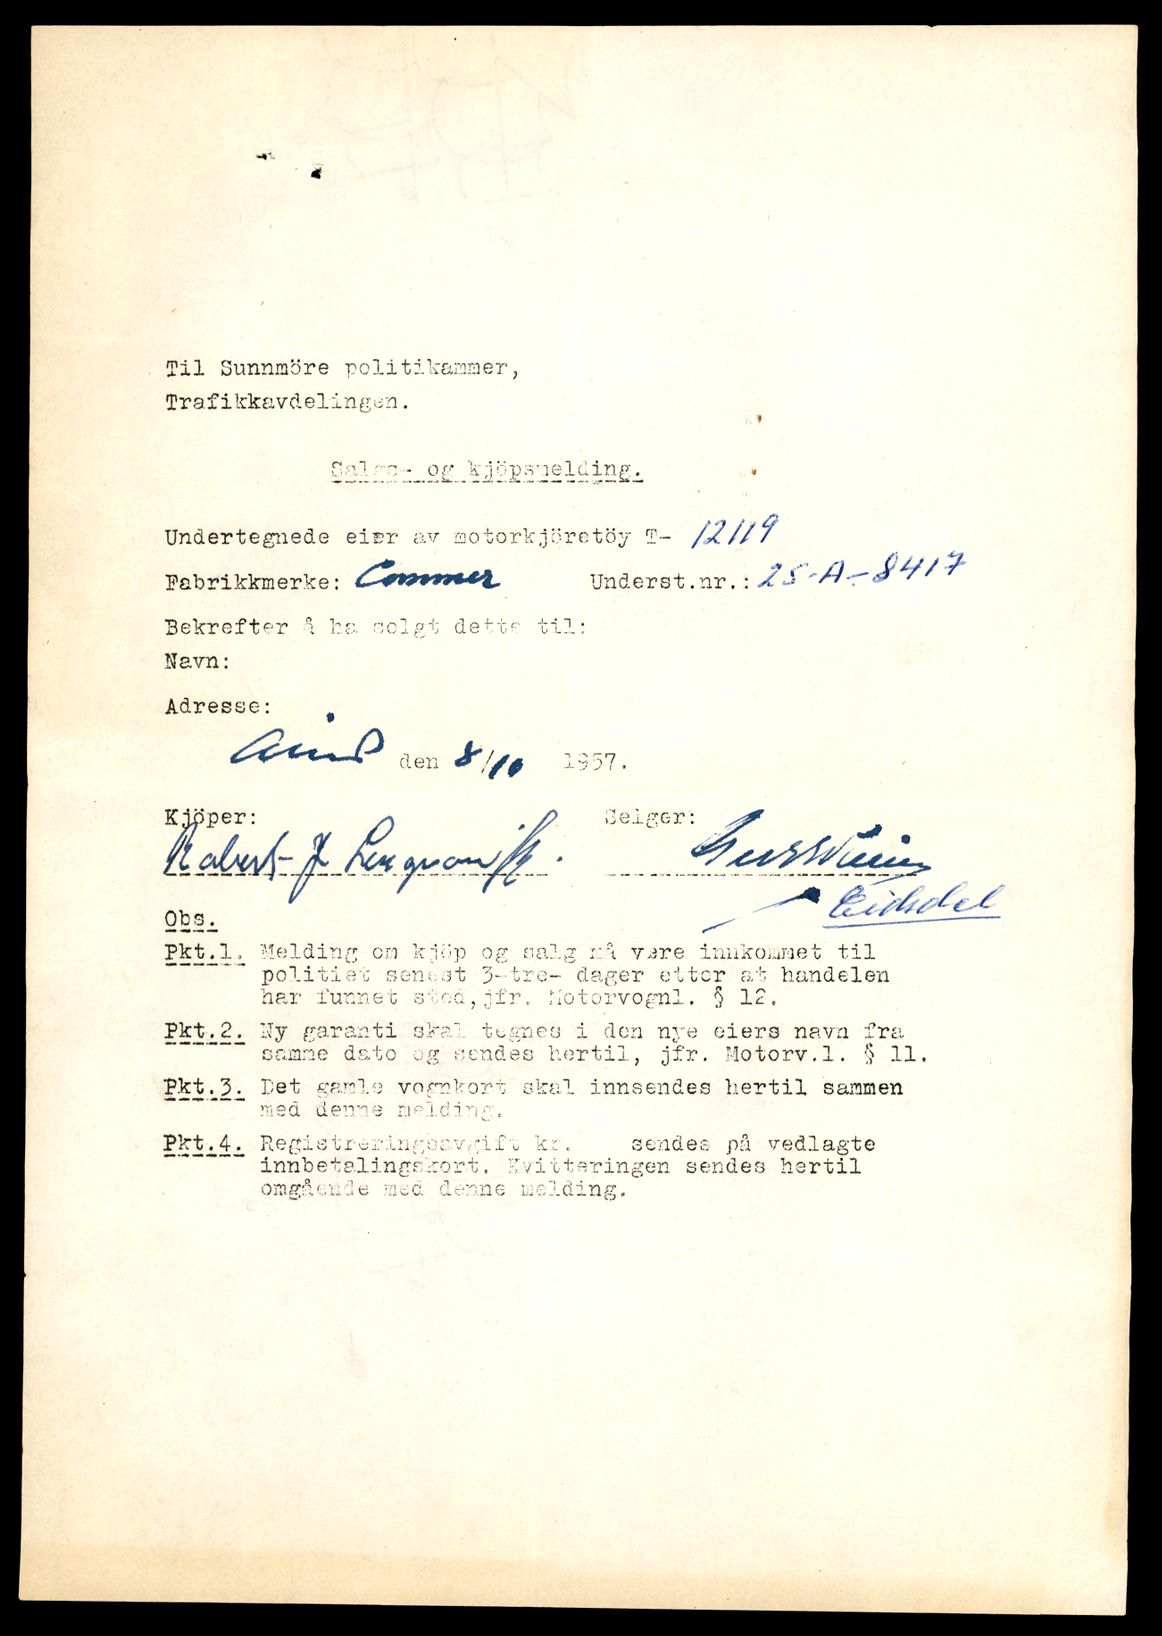 Til Sunnmöre politikammer,
Trafikkavdelingen.
Salgs- og kjöpsmelding.
Undertegnede eier av motorkjöretöy T- 12119
Fabrikkmerke: Commer Underst.nr.: 25-A-8417
Bekrefter å ha solgt dette til:
Navn:
Adresse:
den 8/10 1957.
Kjöper: Selger:
Robert J
Eidsdal
Obs.
Pkt.1. Melding om kjöp og salg må være innkommet til
politiet senest 3-tre- dager etter at handelen
har funnet sted, jfr. Motorvognl. § 12.
Pkt.2. Ny garanti skal tegnes i den nye eiers navn fra
samme dato og sendes hertil, jfr. Motorv.l. § 11.
Pkt.3. Det gamle vognkort skal innsendes hertil sammen
med denne melding.
Pkt.4. Registreringsavgift kr. sendes på vedlagte
innbetalingskort. Kvitteringen sendes hertil
omgående med denne melding.